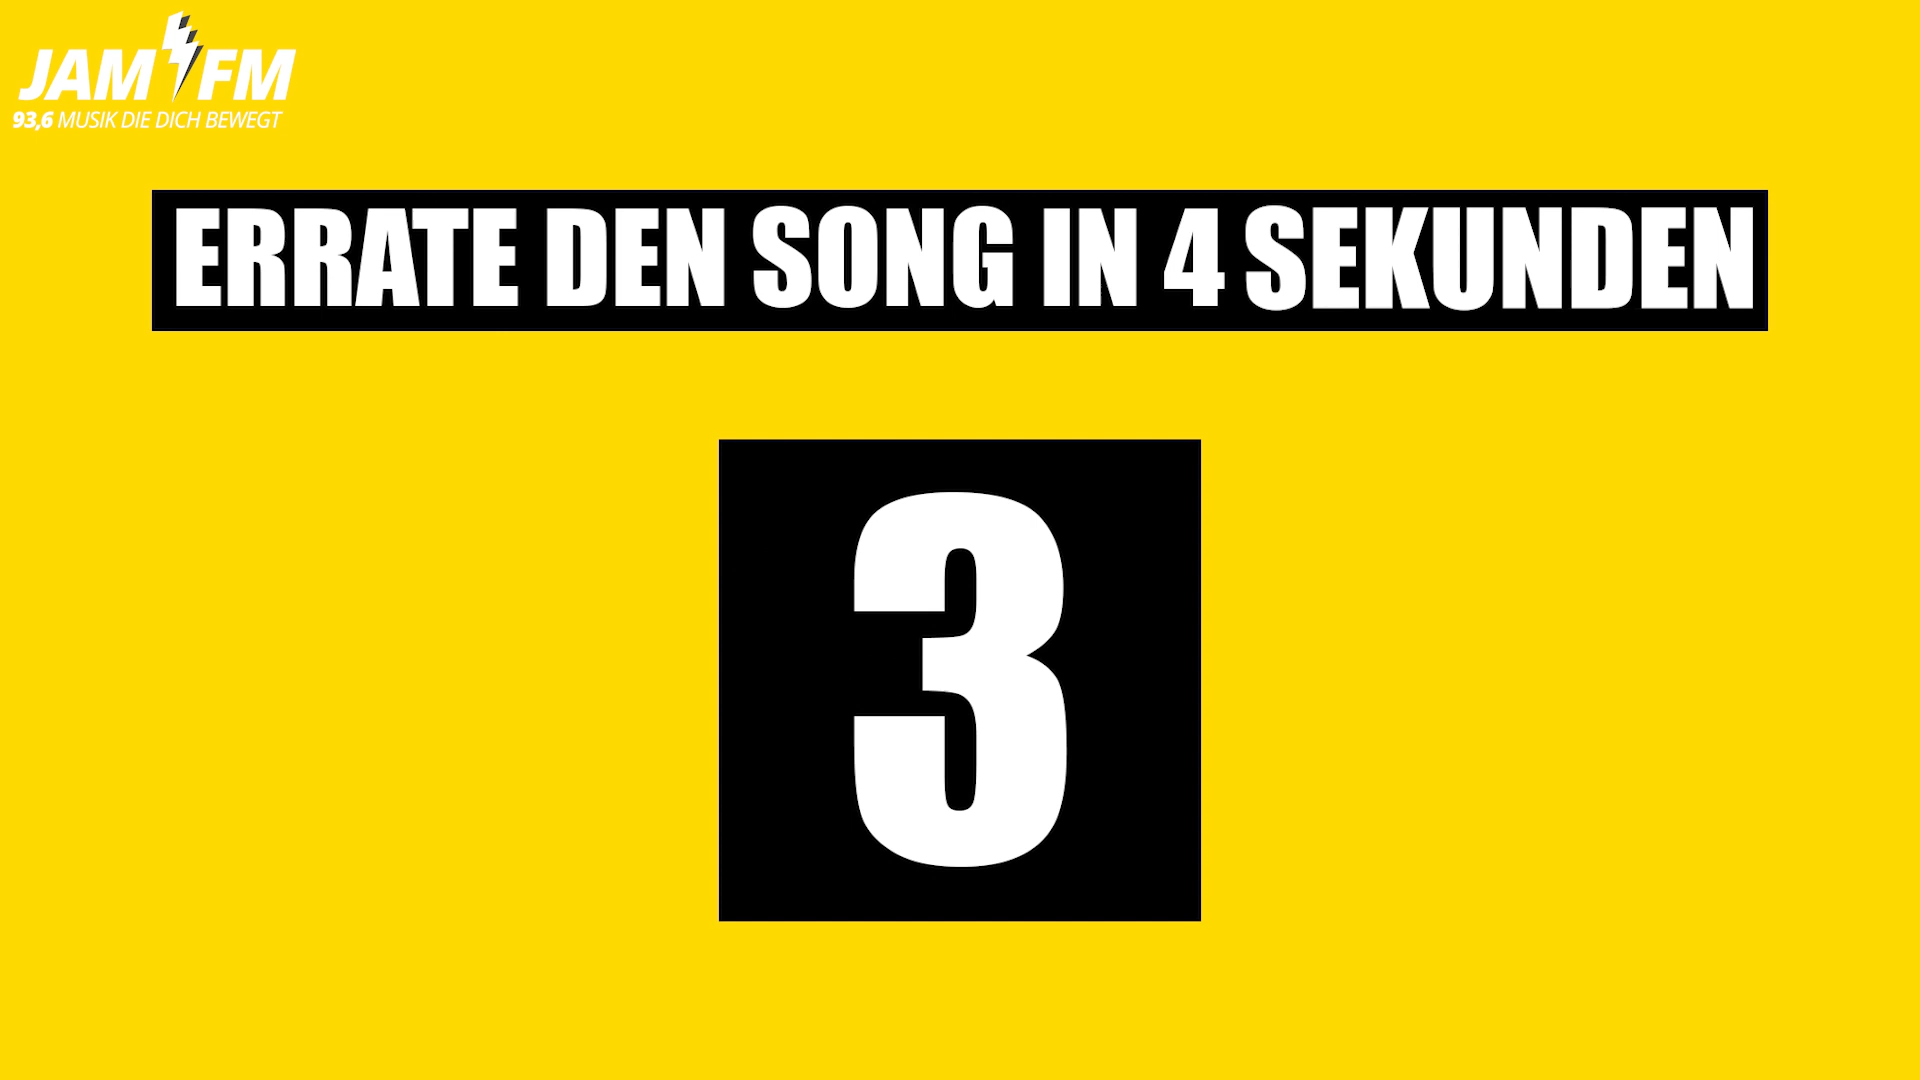 JAM FM
93,6 MUSIK DIE DICH BEWEGT
ERRATE DEN SONG IN 4 SEKUNDEN
3